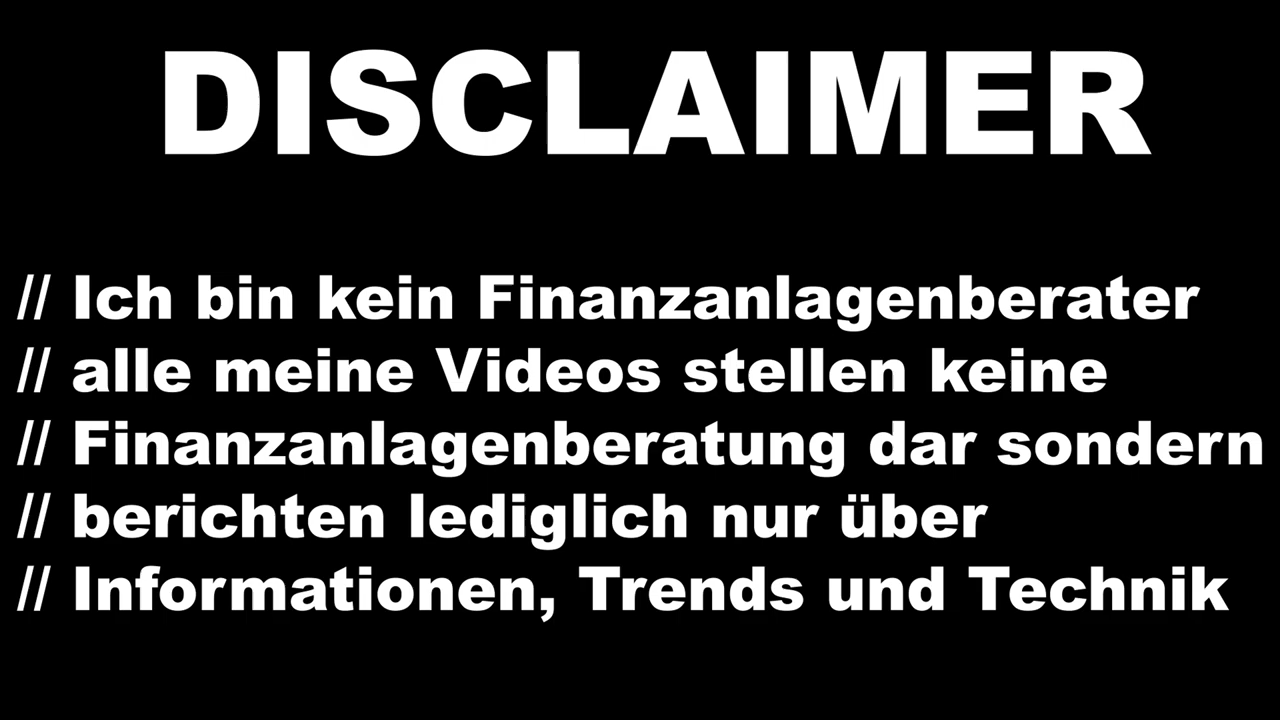 DISCLAIMER
// Ich bin kein Finanzanlagenberater
// alle meine Videos stellen keine
// Finanzanlagenberatung dar sondern
// berichten lediglich nur über
// Informationen, Trends und Technik